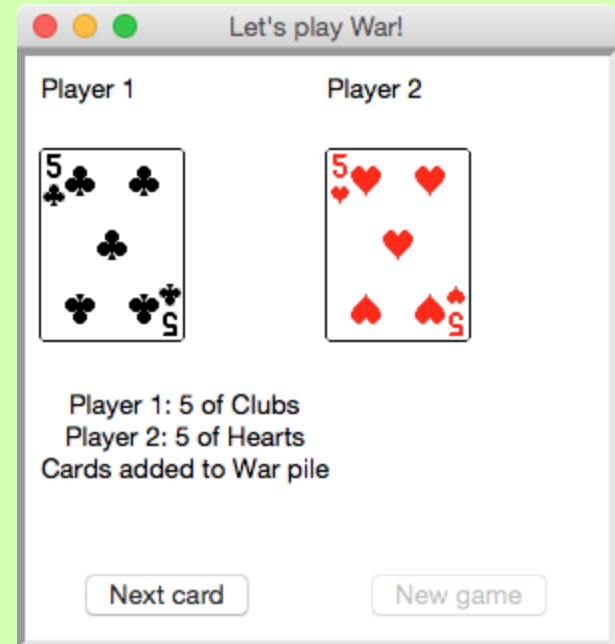 Let's play War!
Player 1 Player 2
5 5
5 5
Player 1: 5 of Clubs
Player 2: 5 of Hearts
Cards added to War pile
Next card New game